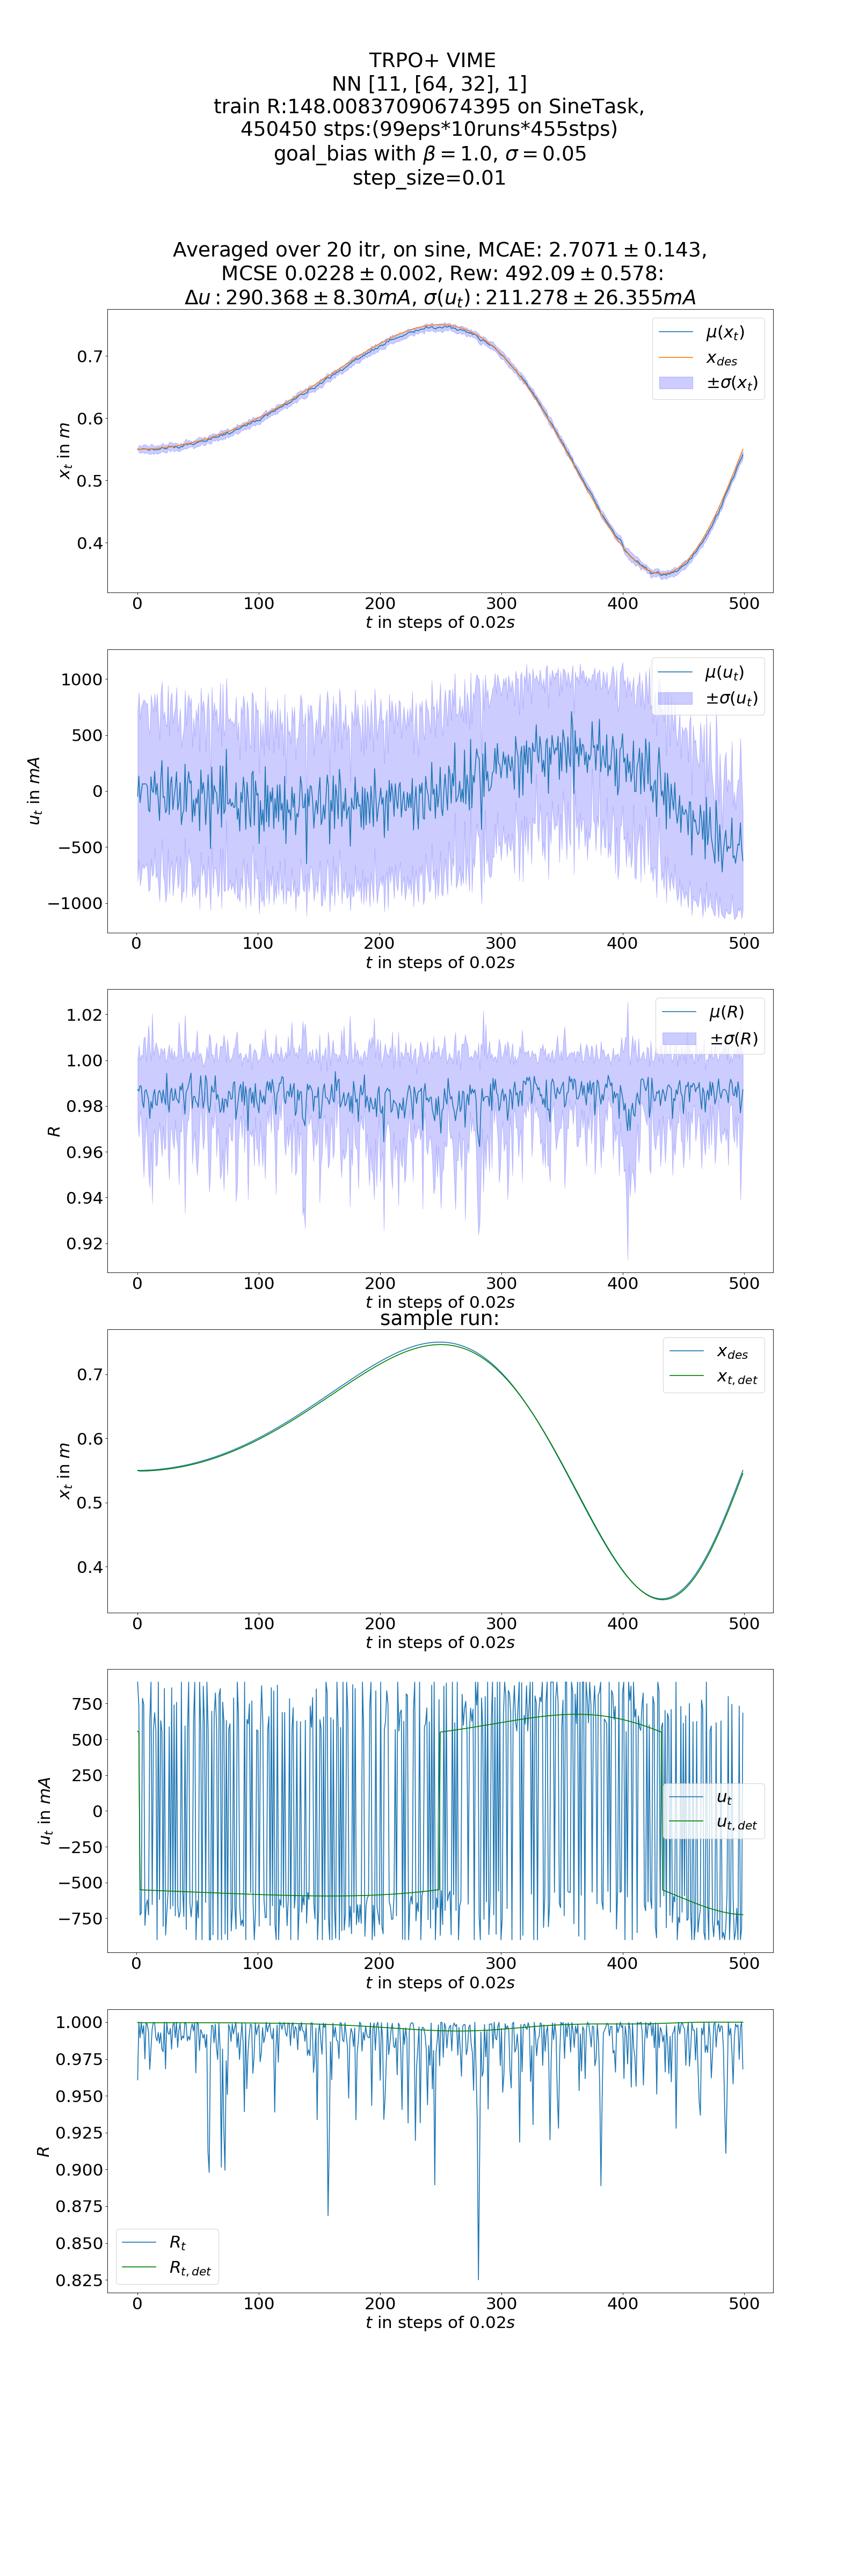 TRPO+ VIME
NN [11, [64, 32], 1]
train R:148.00837090674395 on SineTask,
450450 stps:(99eps*10runs*455stps)
goal_bias with β = 1.0, σ = 0.05
step_size=0.01
Averaged over 20 itr, on sine, MCAE: 2.7071 ± 0.143,
MCSE 0.0228 ± 0.002, Rew: 492.09 ± 0.578:
Δu : 290.368 ± 8.30mA, σ(u_t) : 211.278 ± 26.355mA
0.7
0.6
0.5
0.4
x_t in m
μ(x_t)
x_des
±σ(x_t)
0 100 200 300 400 500
t in steps of 0.02s
1000
500
0
−500
−1000
u_t in mA
μ(u_t)
±σ(u_t)
0 100 200 300 400 500
t in steps of 0.02s
1.02
1.00
0.98
0.96
0.94
0.92
R
μ(R)
±σ(R)
0 100 200 300 400 500
t in steps of 0.02s
sample run:
0.7
0.6
0.5
0.4
x_t in m
x_des
x_t,det
0 100 200 300 400 500
t in steps of 0.02s
750
500
250
0
−250
−500
−750
u_t in mA
u_t
u_t,det
0 100 200 300 400 500
t in steps of 0.02s
1.000
0.975
0.950
0.925
0.900
0.875
0.850
0.825
R
R_t
R_t,det
0 100 200 300 400 500
t in steps of 0.02s